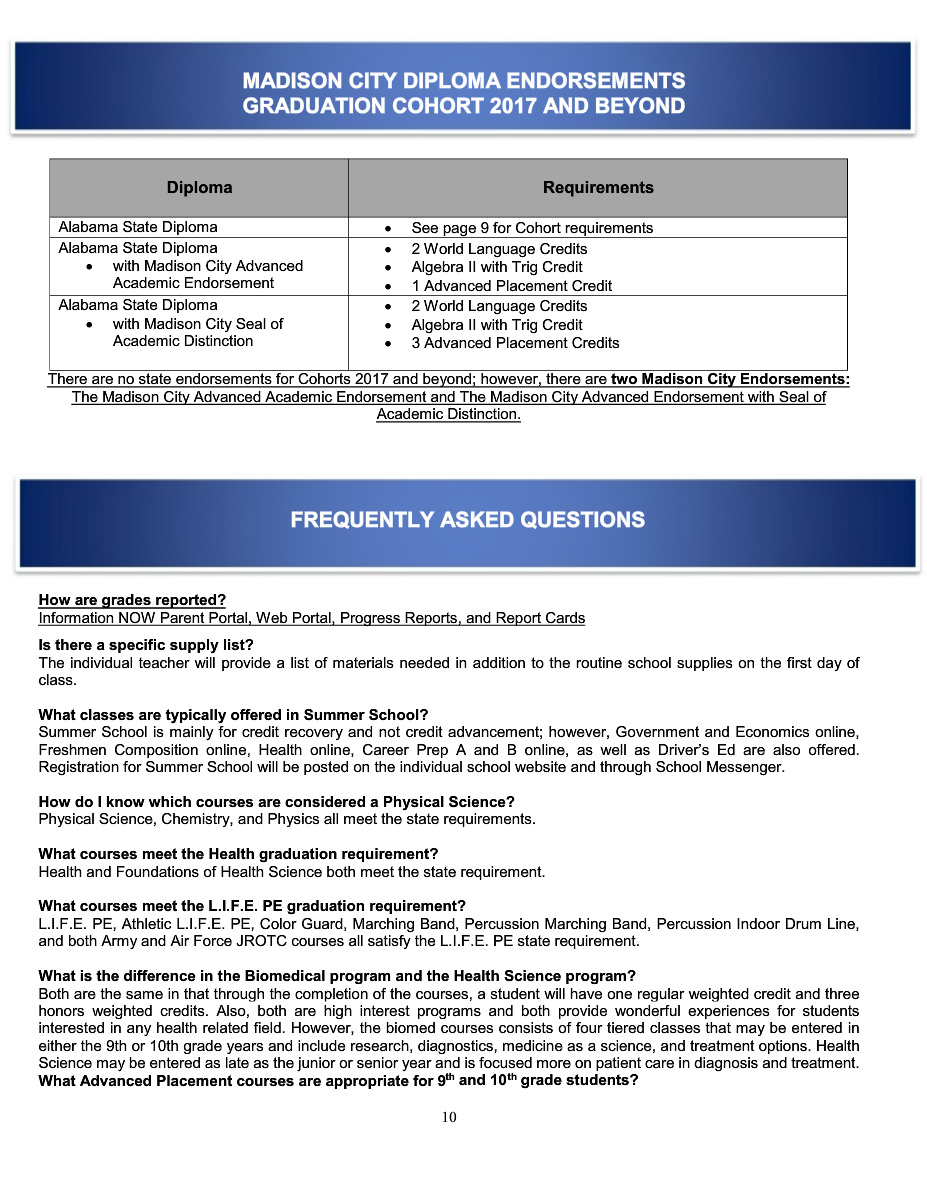 MADISON CITY DIPLOMA ENDORSEMENTS
GRADUATION COHORT 2017 AND BEYOND
Diploma
Requirements
Alabama State Diploma
• See page 9 for Cohort requirements
Alabama State Diploma
• with Madison City Advanced
Academic Endorsement
• 2 World Language Credits
• Algebra II with Trig Credit
• 1 Advanced Placement Credit
Alabama State Diploma
• with Madison City Seal of
Academic Distinction
• 2 World Language Credits
• Algebra II with Trig Credit
• 3 Advanced Placement Credits
There are no state endorsements for Cohorts 2017 and beyond; however, there are two Madison City Endorsements:
The Madison City Advanced Academic Endorsement and The Madison City Advanced Endorsement with Seal of
Academic Distinction.
FREQUENTLY ASKED QUESTIONS
How are grades reported?
Information NOW Parent Portal, Web Portal, Progress Reports, and Report Cards
Is there a specific supply list?
The individual teacher will provide a list of materials needed in addition to the routine school supplies on the first day of
class.
What classes are typically offered in Summer School?
Summer School is mainly for credit recovery and not credit advancement; however, Government and Economics online,
Freshmen Composition online, Health online, Career Prep A and B online, as well as Driver's Ed are also offered.
Registration for Summer School will be posted on the individual school website and through School Messenger.
How do I know which courses are considered a Physical Science?
Physical Science, Chemistry, and Physics all meet the state requirements.
What courses meet the Health graduation requirement?
Health and Foundations of Health Science both meet the state requirement.
What courses meet the L.I.F.E. PE graduation requirement?
L.I.F.E. PE, Athletic L.I.F.E. PE, Color Guard, Marching Band, Percussion Marching Band, Percussion Indoor Drum Line,
and both Army and Air Force JROTC courses all satisfy the L.I.F.E. PE state requirement.
What is the difference in the Biomedical program and the Health Science program?
Both are the same in that through the completion of the courses, a student will have one regular weighted credit and three
honors weighted credits. Also, both are high interest programs and both provide wonderful experiences for students
interested in any health related field. However, the biomed courses consists of four tiered classes that may be entered in
either the 9th or 10th grade years and include research, diagnostics, medicine as a science, and treatment options. Health
Science may be entered as late as the junior or senior year and is focused more on patient care in diagnosis and treatment.
What Advanced Placement courses are appropriate for 9th and 10th grade students?
10